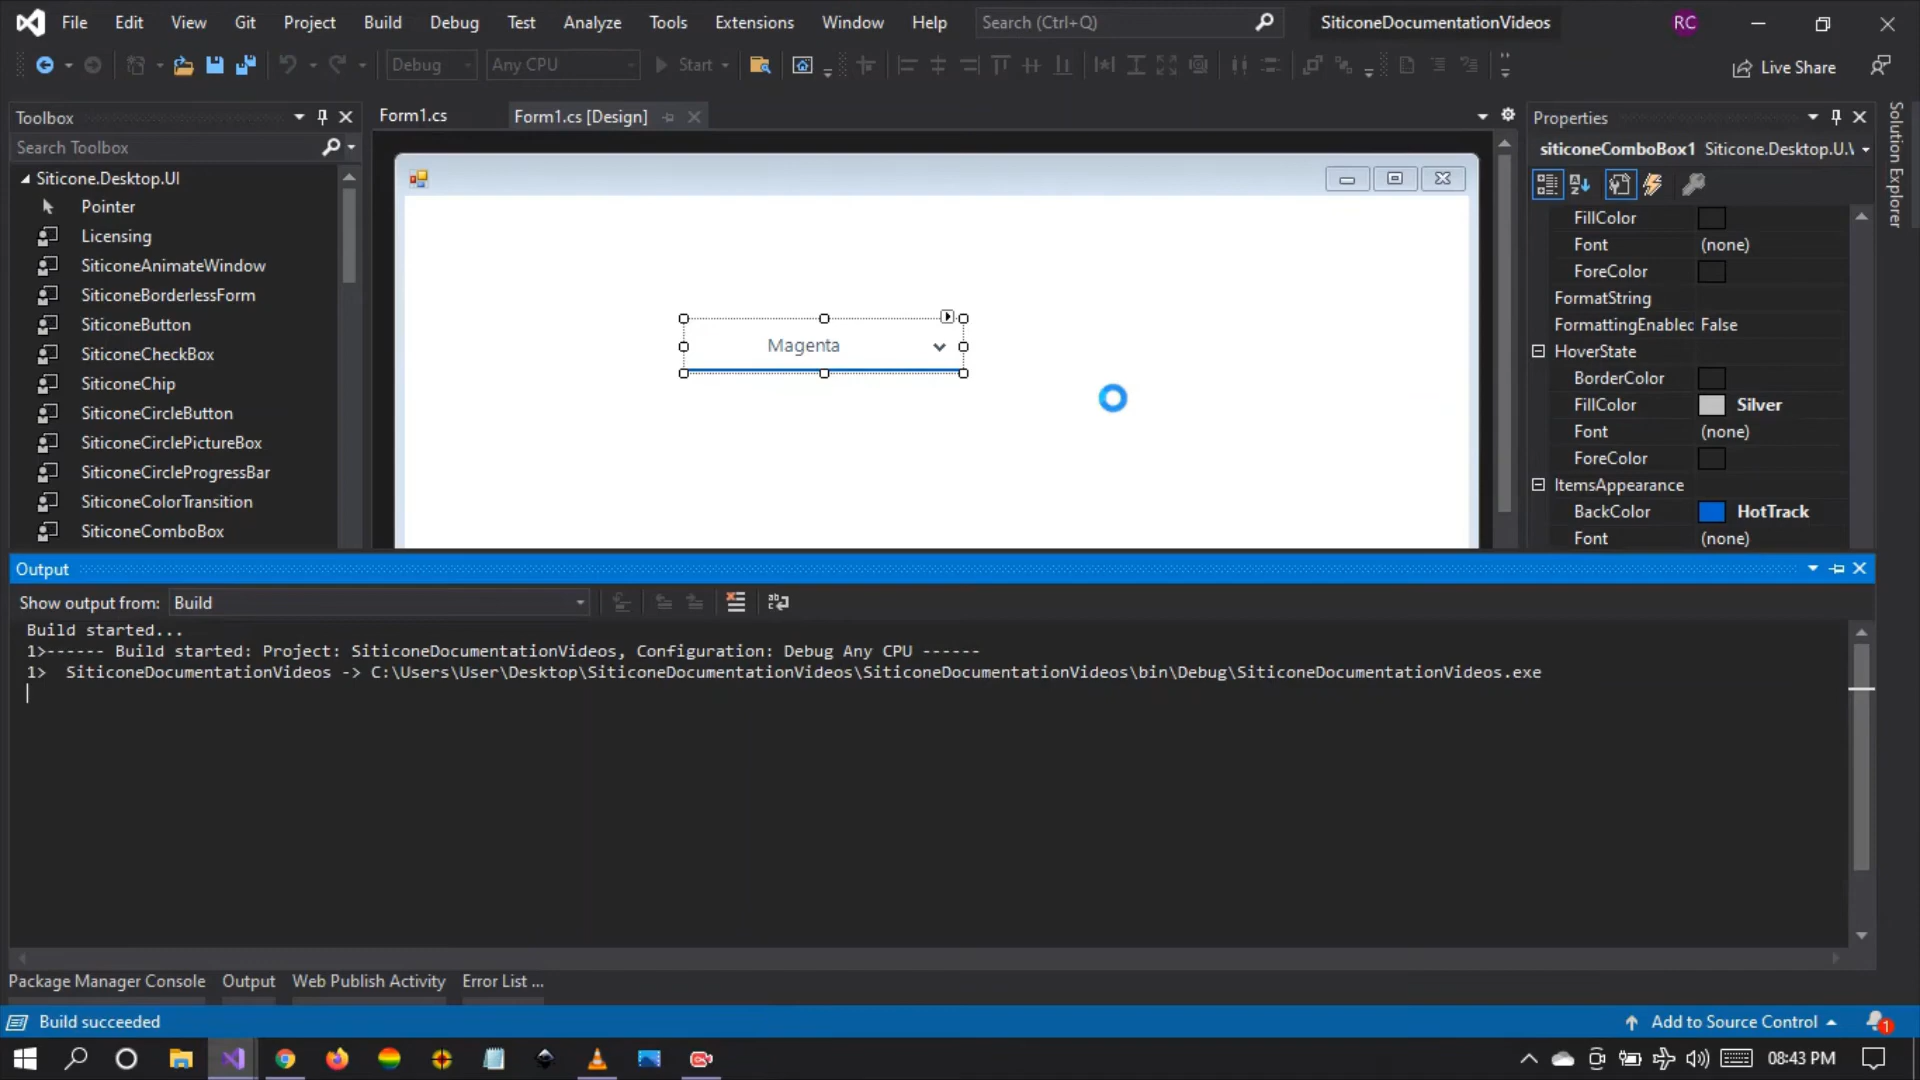 File Edit View Git Project Build Debug Test Analyze Tools Extensions Window Help Search (Ctrl+Q) SiticoneDocumentationVideos RC
Debug Any CPU Start Live Share
Toolbox
Search Toolbox
Siticone.Desktop.UI
Pointer
Licensing
SiticoneAnimateWindow
SiticoneBorderlessForm
SiticoneButton
SiticoneCheckBox
SiticoneChip
SiticoneCircleButton
SiticoneCirclePictureBox
SiticoneCircleProgressBar
SiticoneColorTransition
SiticoneComboBox
Form1.cs Form1.cs [Design]
Magenta
Properties
siticoneComboBox1 Siticone.Desktop.U.\
FillColor
Font (none)
ForeColor
FormatString
FormattingEnabled False
HoverState
BorderColor
FillColor Silver
Font (none)
ForeColor
ItemsAppearance
BackColor HotTrack
Font (none)
Solution Explorer
Output
Show output from: Build
Build started...
1>------ Build started: Project: SiticoneDocumentationVideos, Configuration: Debug Any CPU ------
1>  SiticoneDocumentationVideos -> C:\Users\User\Desktop\SiticoneDocumentationVideos\SiticoneDocumentationVideos\bin\Debug\SiticoneDocumentationVideos.exe
Package Manager Console Output Web Publish Activity Error List ...
Build succeeded Add to Source Control 1
08:43 PM